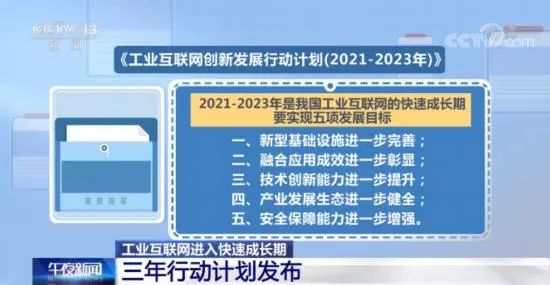 CCTV 13
新闻
CCTV
《工业互联网创新发展行动计划(2021-2023年)》
2021-2023年是我国工业互联网的快速成长期
要实现五项发展目标
一、新型基础设施进一步完善；
二、融合应用成效进一步彰显；
三、技术创新能力进一步提升；
四、产业发展生态进一步健全；
五、安全保障能力进一步增强。
工业互联网进入快速成长期
午夜新闻
三年行动计划发布